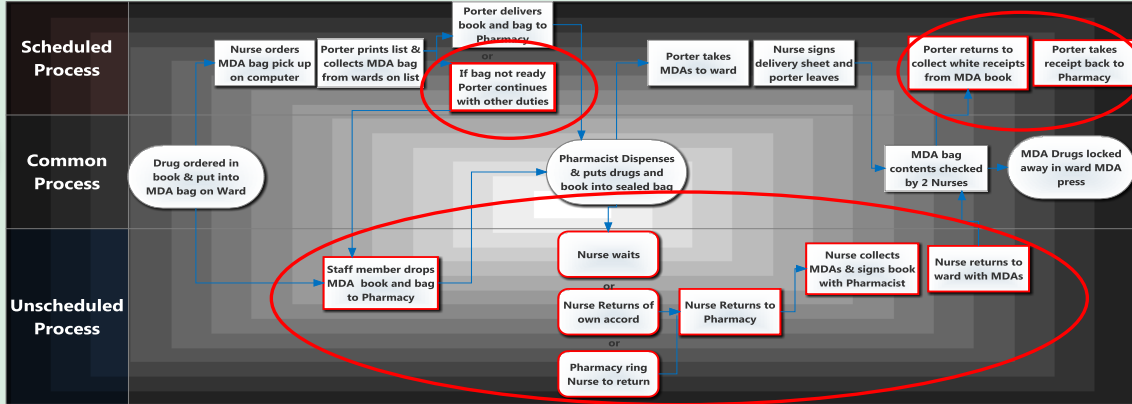 Scheduled
Process
Nurse orders
MDA bag pick up
on computer
Porter prints list &
collects MDA bag
from wards on list
Porter delivers
book and bag to
Pharmacy
or
If bag not ready
Porter continues
with other duties
Porter takes
MDAs to ward
Nurse signs
delivery sheet and
porter leaves
Porter returns to
collect white receipts
from MDA book
Porter takes
receipt back to
Pharmacy
Common
Process
Drug ordered in
book & put into
MDA bag on Ward
Pharmacist Dispenses
& puts drugs and
book into sealed bag
MDA bag
contents checked
by 2 Nurses
MDA Drugs locked
away in ward MDA
press
Unscheduled
Process
Staff member drops
MDA book and bag
to Pharmacy
Nurse waits
or
Nurse Returns of
own accord
or
Pharmacy ring
Nurse to return
Nurse Returns to
Pharmacy
Nurse collects
MDAs & signs book
with Pharmacist
Nurse returns to
ward with MDAs